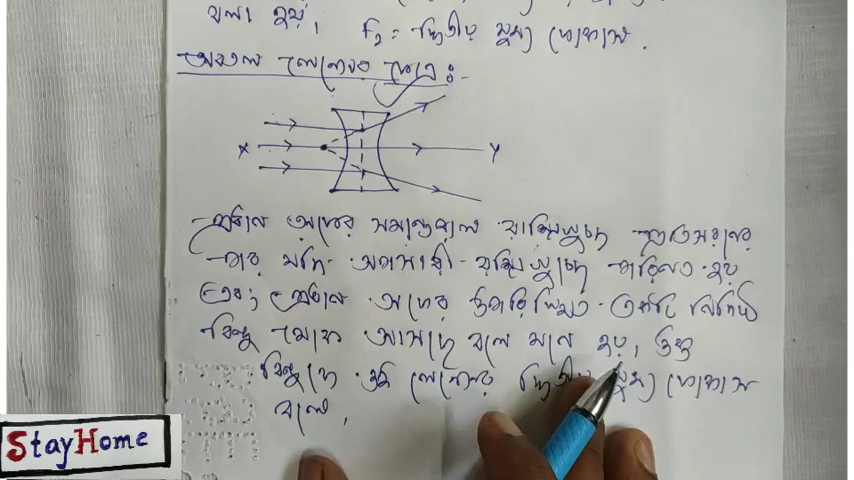 বলা হয়, F₂ = দ্বিতীয় মুখ্য ফোকাস.
অবতল লেন্সের ক্ষেত্রে :-
X
Y
প্রধান অক্ষের সমান্তরাল রশ্মিগুচ্ছ প্রতিসরণের
পর যদি অপসারী রশ্মিগুচ্ছে পরিণত হয়
এবং প্রধান অক্ষের উপরিস্থিত একটি নির্দিষ্ট
বিন্দু থেকে আসছে বলে মনে হয়, উক্ত
বিন্দুকে ঐ লেন্সের দ্বিতীয় মুখ্য ফোকাস
বলে,
StayHome